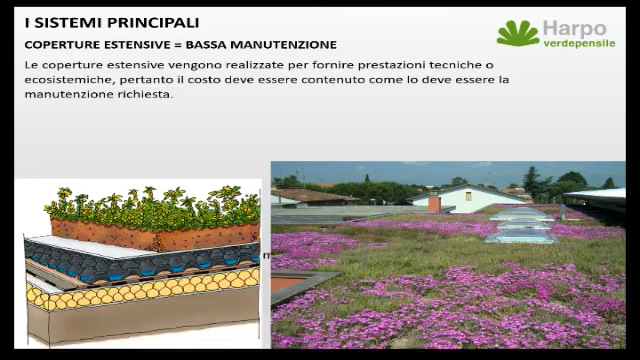 I SISTEMI PRINCIPALI
Harpo
verdepensile
COPERTURE ESTENSIVE = BASSA MANUTENZIONE
Le coperture estensive vengono realizzate per fornire prestazioni tecniche o
ecosistemiche, pertanto il costo deve essere contenuto come lo deve essere la
manutenzione richiesta.